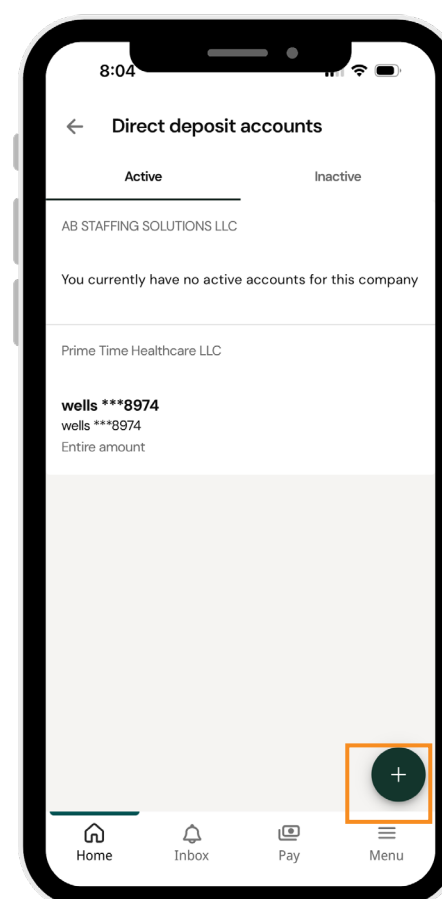 8:04
← Direct deposit accounts
Active Inactive
AB STAFFING SOLUTIONS LLC
You currently have no active accounts for this company
Prime Time Healthcare LLC
wells ***8974
wells ***8974
Entire amount
+
Home Inbox Pay Menu